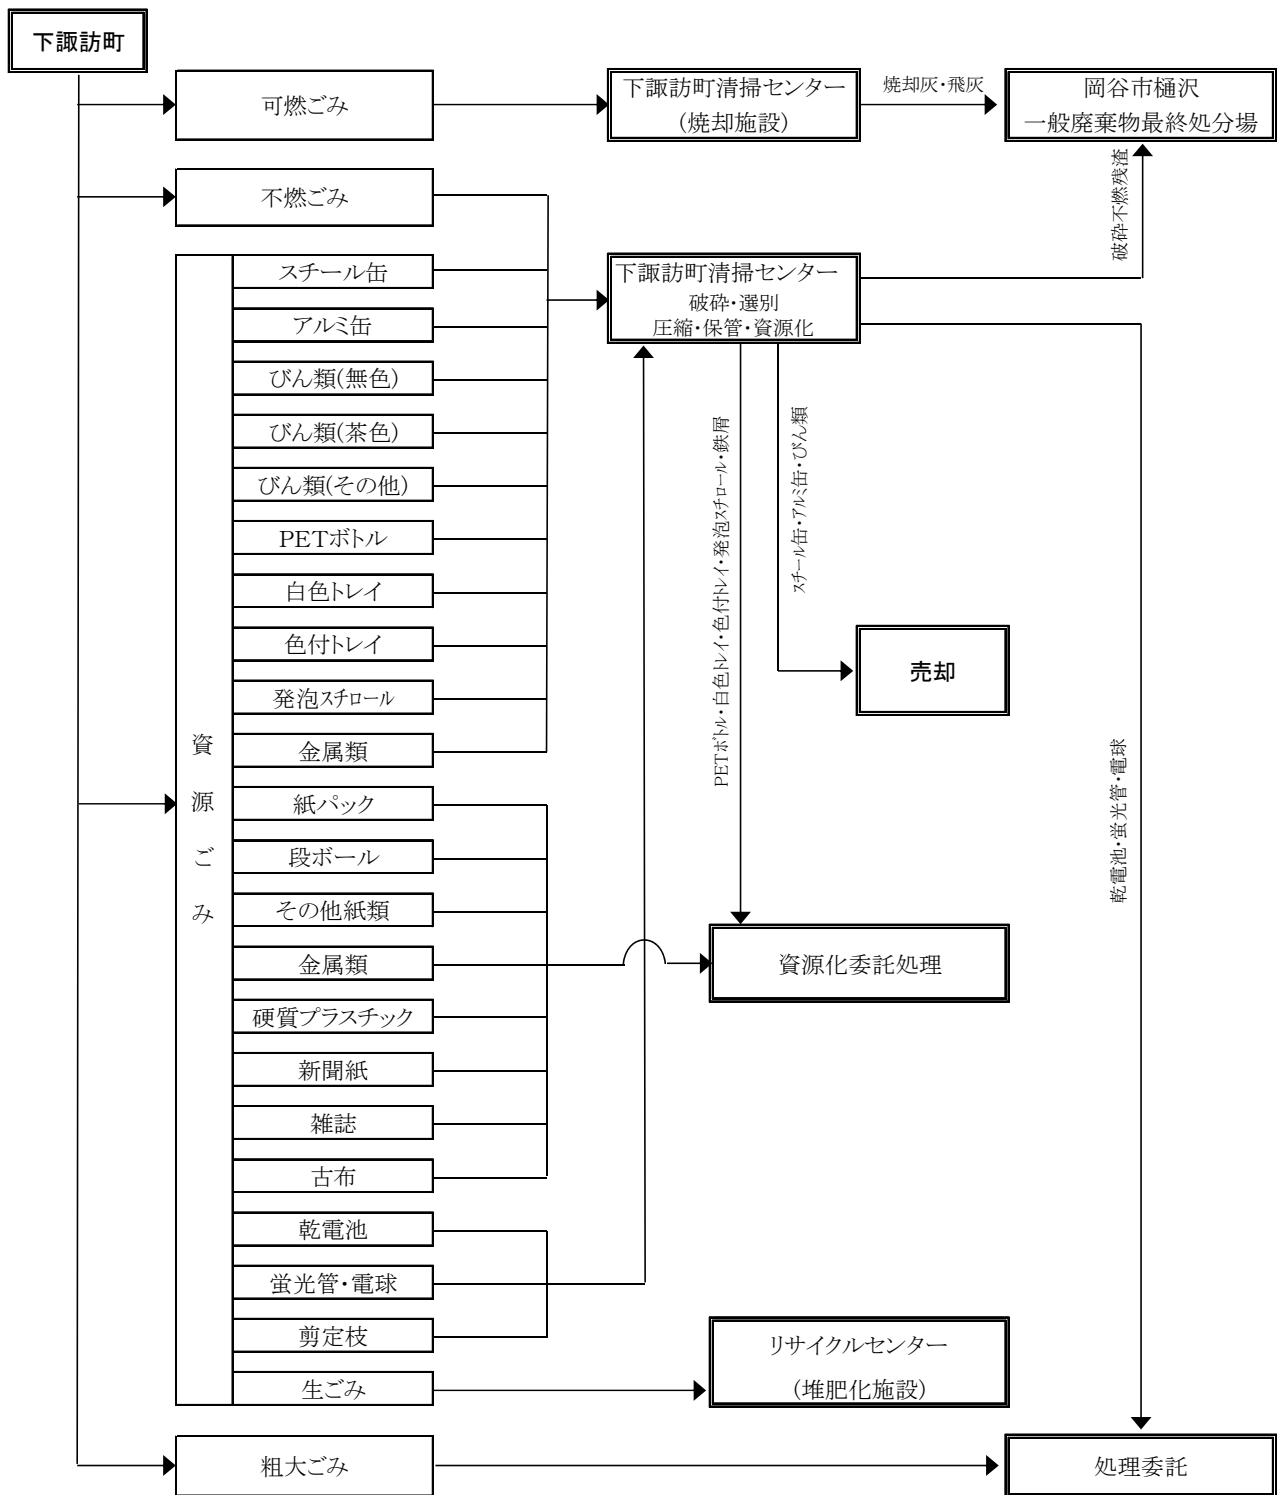 下諏訪町
可燃ごみ
下諏訪町清掃センター
(焼却施設)
焼却灰・飛灰
岡谷市樋沢
一般廃棄物最終処分場
不燃ごみ
破砕不燃残渣
資源ごみ
スチール缶
アルミ缶
びん類(無色)
びん類(茶色)
びん類(その他)
PETボトル
白色トレイ
色付トレイ
発泡スチロール
金属類
紙パック
段ボール
その他紙類
金属類
硬質プラスチック
新聞紙
雑誌
古布
乾電池
蛍光管・電球
剪定枝
生ごみ
下諏訪町清掃センター
破砕・選別
圧縮・保管・資源化
PETボトル・白色トレイ・色付トレイ・発泡スチロール・鉄屑
スチール缶・アルミ缶・びん類
売却
乾電池・蛍光管・電球
資源化委託処理
リサイクルセンター
(堆肥化施設)
粗大ごみ
処理委託